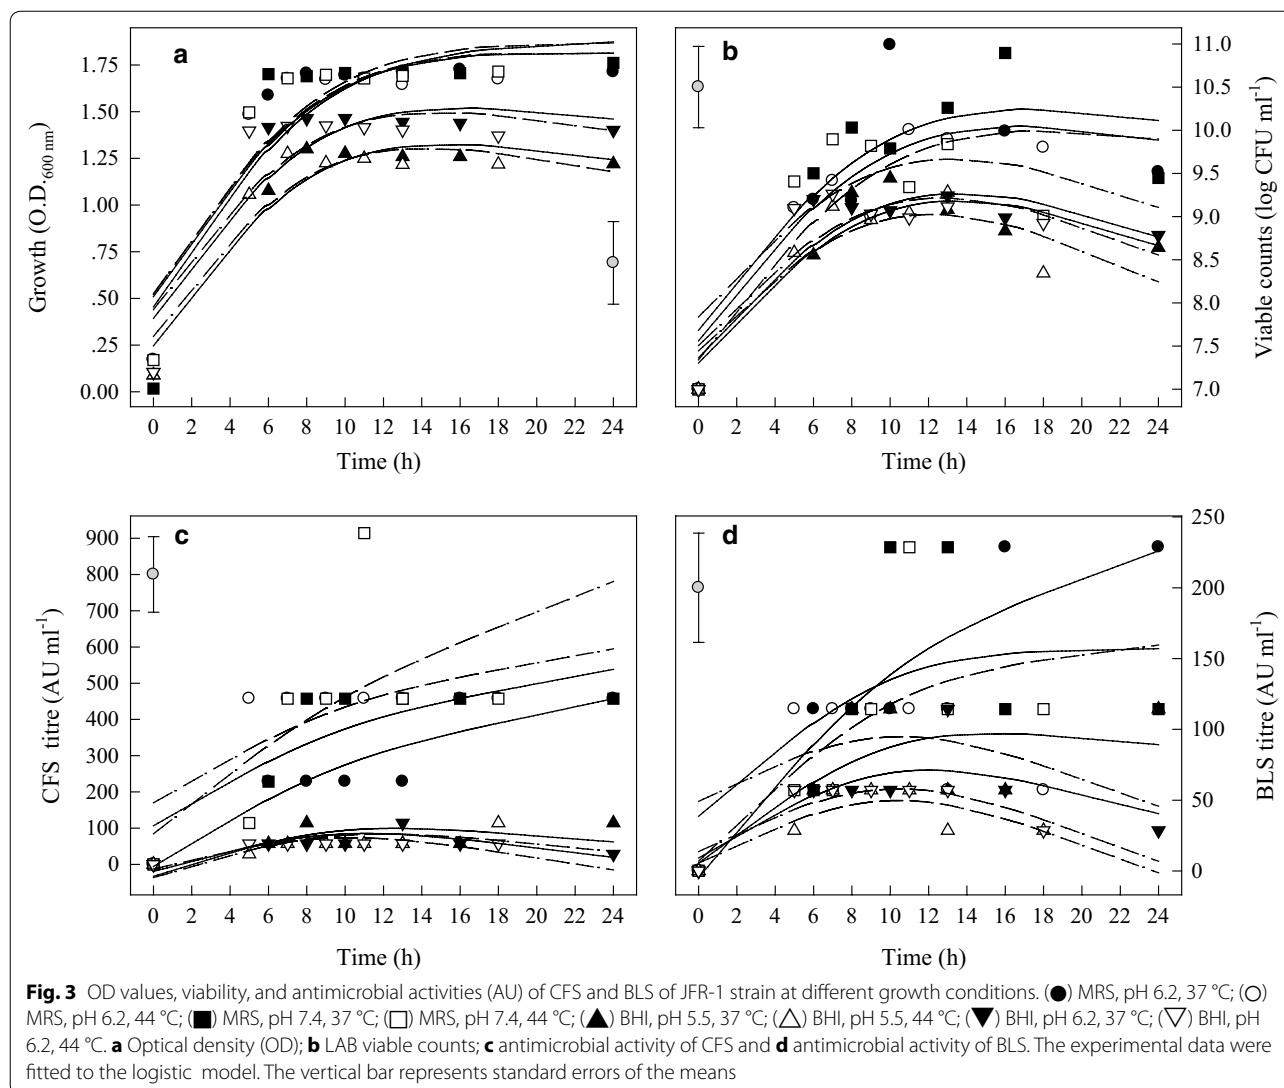 a
1.75
1.50
1.25
1.00
.75
.50
.25
0.00
Growth (O.D.600 nm)
0 2 4 6 8 10 12 14 16 18 20 22 24
Time (h)
b
11.0
10.5
10.0
9.5
9.0
8.5
8.0
7.5
7.0
Viable counts (log CFU ml-1)
0 2 4 6 8 10 12 14 16 18 20 22 24
Time (h)
c
900
800
700
600
500
400
300
200
100
0
CFS titre (AU ml-1)
0 2 4 6 8 10 12 14 16 18 20 22 24
Time (h)
d
250
200
150
100
50
0
BLS titre (AU ml-1)
0 2 4 6 8 10 12 14 16 18 20 22 24
Time (h)
Fig. 3 OD values, viability, and antimicrobial activities (AU) of CFS and BLS of JFR-1 strain at different growth conditions. (●) MRS, pH 6.2, 37 °C; (○)
MRS, pH 6.2, 44 °C; (■) MRS, pH 7.4, 37 °C; (□) MRS, pH 7.4, 44 °C; (▲) BHI, pH 5.5, 37 °C; (△) BHI, pH 5.5, 44 °C; (▼) BHI, pH 6.2, 37 °C; (▽) BHI, pH
6.2, 44 °C. a Optical density (OD); b LAB viable counts; c antimicrobial activity of CFS and d antimicrobial activity of BLS. The experimental data were
fitted to the logistic model. The vertical bar represents standard errors of the means